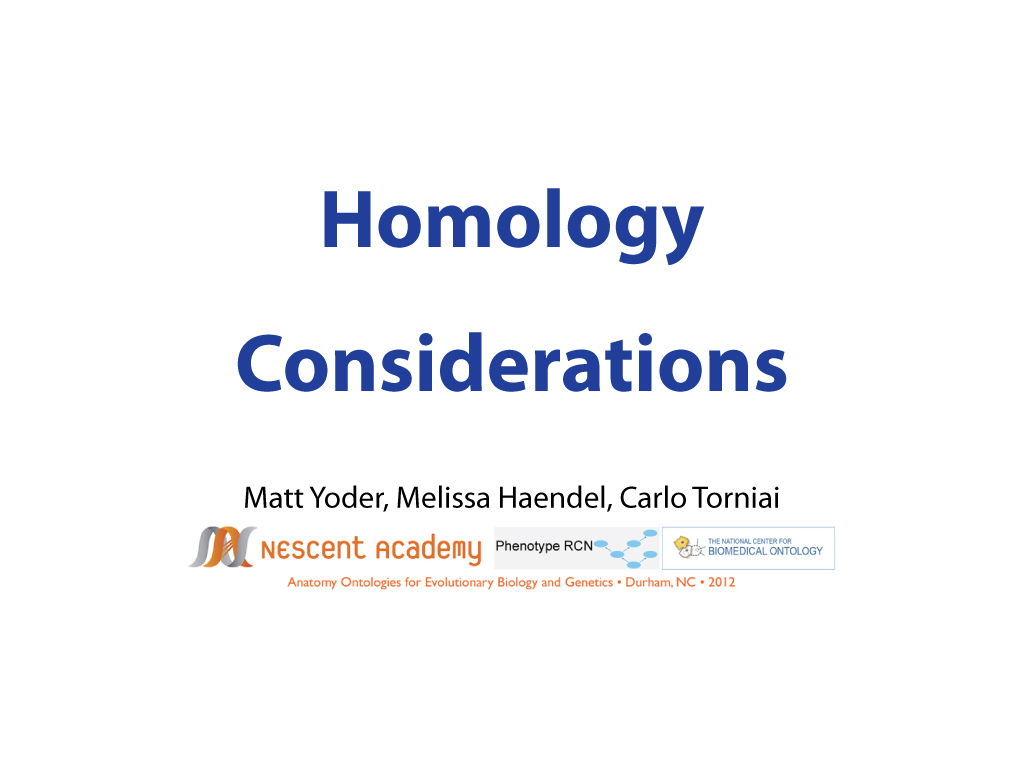 Homology
Considerations
Matt Yoder, Melissa Haendel, Carlo Torniai
NESCENT ACADEMY
Phenotype RCN
THE NATIONAL CENTER FOR
BIOMEDICAL ONTOLOGY
Anatomy Ontologies for Evolutionary Biology and Genetics • Durham, NC • 2012